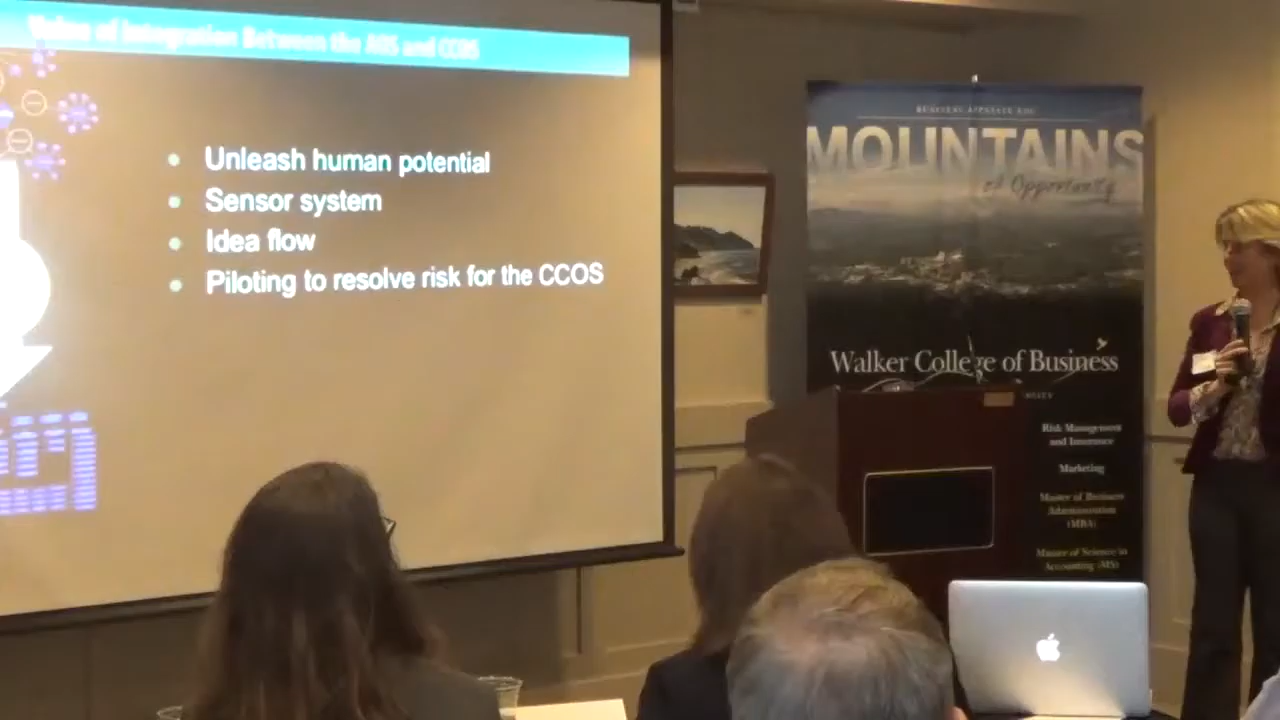 Value of Integration Between the AOS and CCOS
Unleash human potential
Sensor system
Idea flow
Piloting to resolve risk for the CCOS
MOUNTAINS
of Opportunity
Walker College of Business
Risk Management
and Insurance
Marketing
Master of Business
Administration
(MBA)
Master of Science in
Accounting (MS)